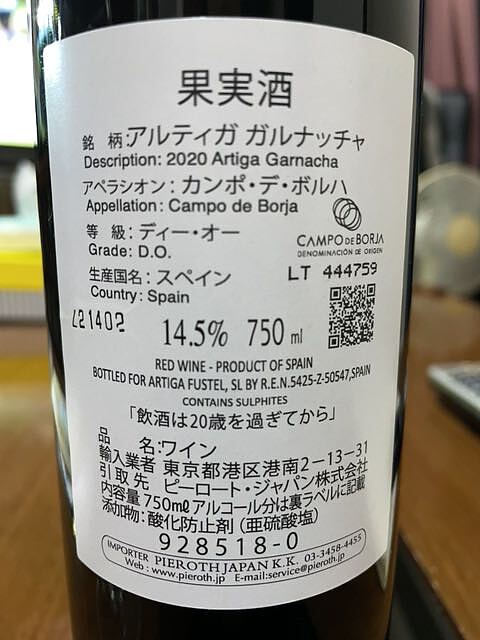 果実酒
銘 柄:アルティガ ガルナッチャ
Description: 2020 Artiga Garnacha
アペラシオン:カンポ・デ・ボルハ
Appellation: Campo de Borja
等 級:ディー・オー
Grade: D.O.
CAMPO DE BORJA
DENOMINACIÓN DE ORIGEN
生産国名:スペイン
Country: Spain
LT 444759
L21402
14.5% 750 ml
RED WINE - PRODUCT OF SPAIN
BOTTLED FOR ARTIGA FUSTEL, SL BY R.E.N.5425-Z-50547,SPAIN
CONTAINS SULPHITES
「飲酒は20歳を過ぎてから」
品 名:ワイン
輸入業者 東京都港区港南2-13-31
引取先 ピーロート・ジャパン株式会社
内容量 750mℓ アルコール分は裏ラベルに記載
添加物:酸化防止剤(亜硫酸塩)
928518-0
IMPORTER PIEROTH JAPAN K.K. 03-3458-4455
Web : www.pieroth.jp E-mail:service@pieroth.jp